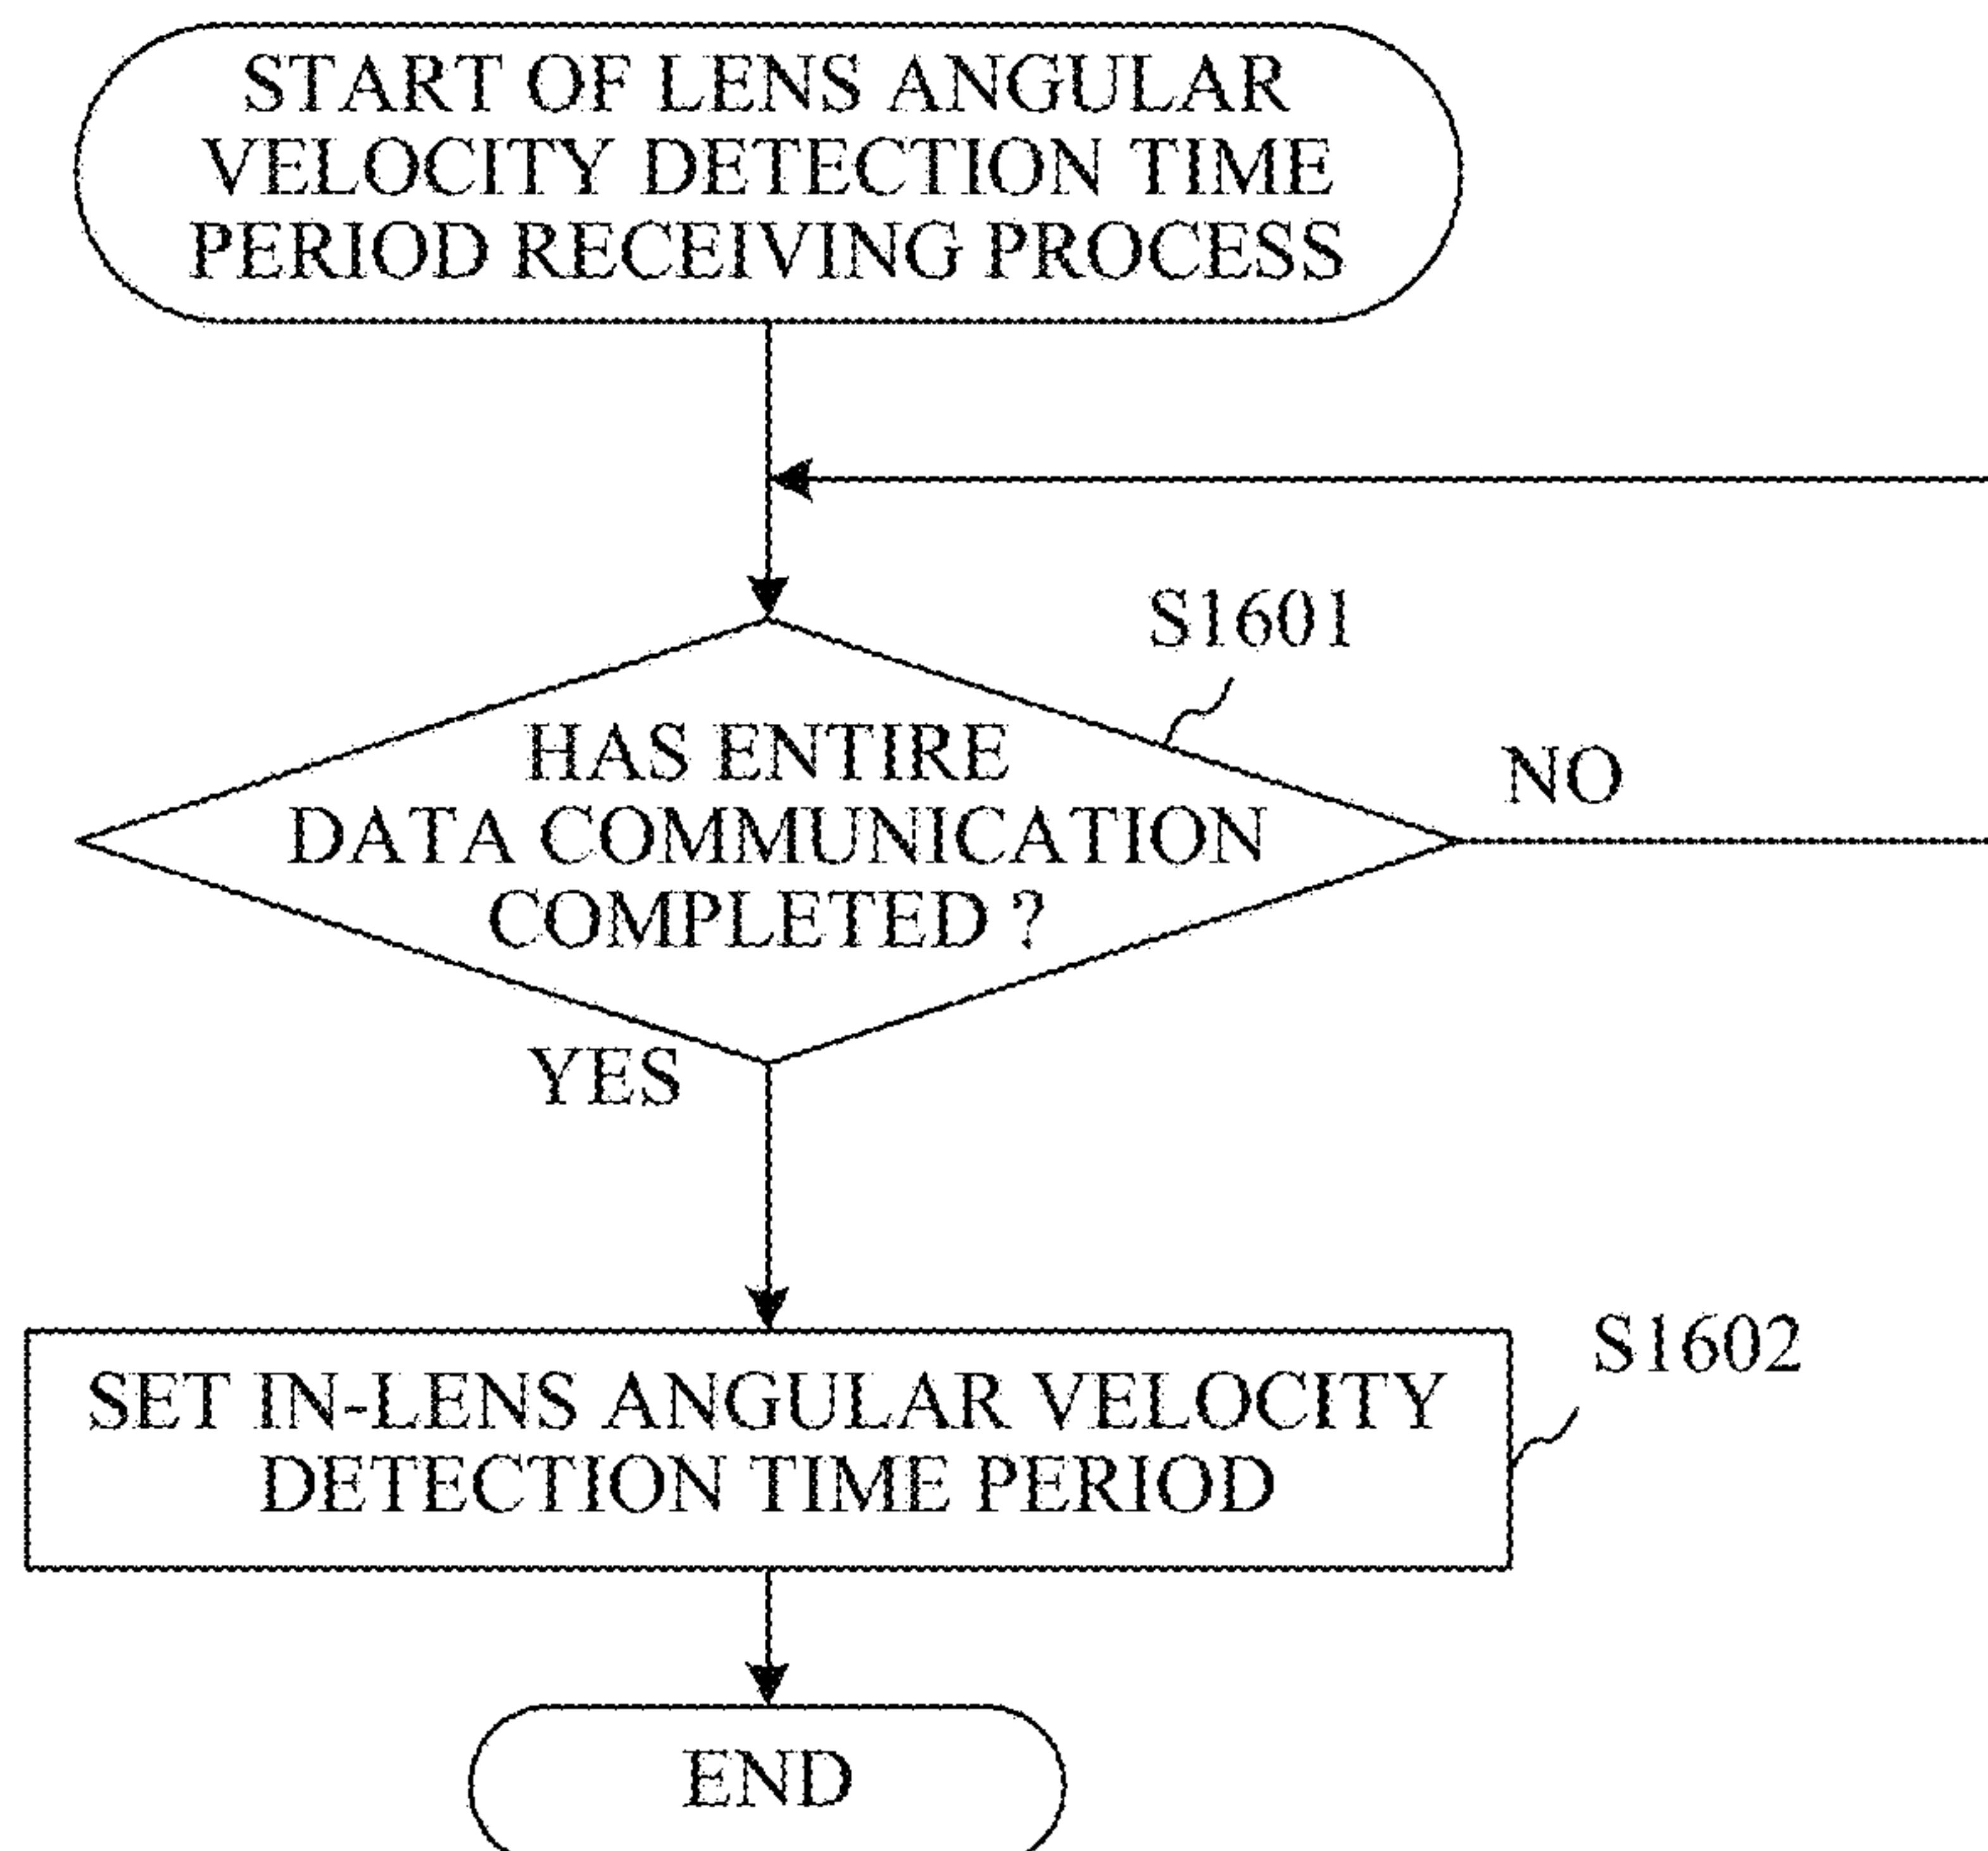 START OF LENS ANGULAR
VELOCITY DETECTION TIME
PERIOD RECEIVING PROCESS
S1601
HAS ENTIRE
DATA COMMUNICATION
COMPLETED ?
NO
YES
S1602
SET IN-LENS ANGULAR VELOCITY
DETECTION TIME PERIOD
END